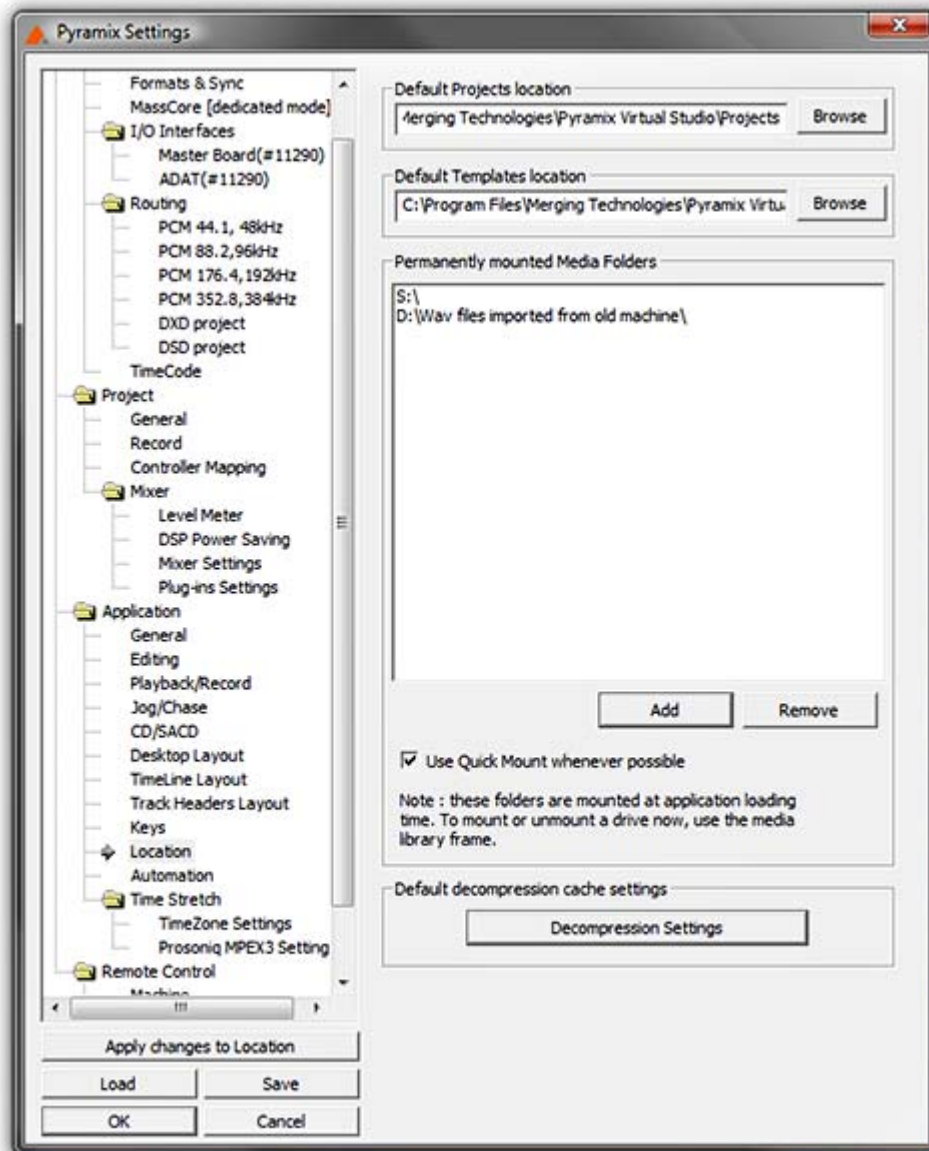 Pyramix Settings
Formats & Sync
MassCore [dedicated mode]
I/O Interfaces
Master Board(#11290)
ADAT(#11290)
Routing
PCM 44.1, 48kHz
PCM 88.2,96kHz
PCM 176.4,192kHz
PCM 352.8,384kHz
DXD project
DSD project
TimeCode
Project
General
Record
Controller Mapping
Mixer
Level Meter
DSP Power Saving
Mixer Settings
Plug-ins Settings
Application
General
Editing
Playback/Record
Jog/Chase
CD/SACD
Desktop Layout
TimeLine Layout
Track Headers Layout
Keys
Location
Automation
Time Stretch
TimeZone Settings
Prosoniq MPEX3 Setting
Remote Control
Machine
Apply changes to Location
Load
Save
OK
Cancel
Default Projects location
Merging Technologies\Pyramix Virtual Studio\Projects
Browse
Default Templates location
C:\Program Files\Merging Technologies\Pyramix Virtu
Browse
Permanently mounted Media Folders
S:\
D:\Wav files imported from old machine\
Add
Remove
Use Quick Mount whenever possible
Note : these folders are mounted at application loading
time. To mount or unmount a drive now, use the media
library frame.
Default decompression cache settings
Decompression Settings